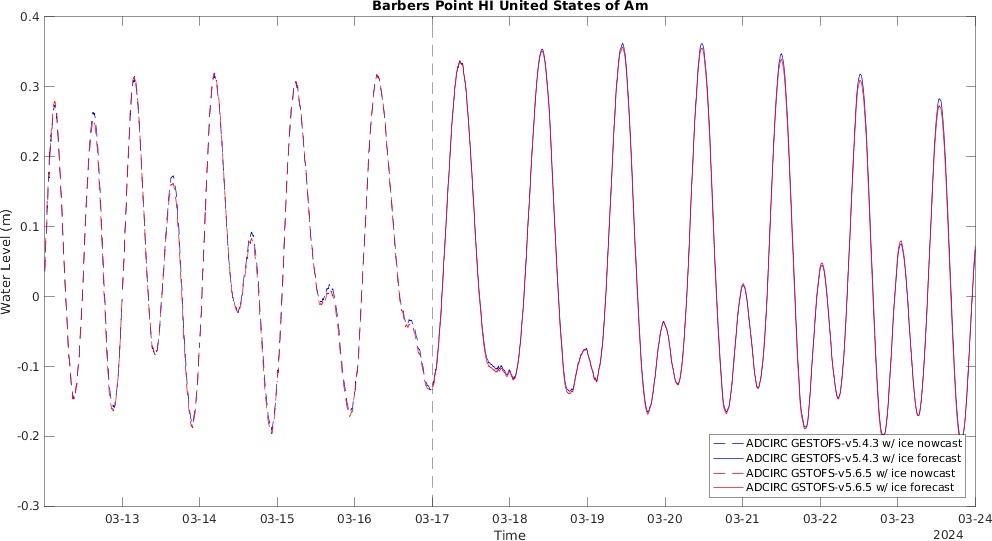 Barbers Point HI United States of Am
0.4
0.3
0.2
0.1
0
-0.1
-0.2
-0.3
Water Level (m)
ADCIRC GESTOFS-v5.4.3 w/ ice nowcast
ADCIRC GESTOFS-v5.4.3 w/ ice forecast
ADCIRC GSTOFS-v5.6.5 w/ ice nowcast
ADCIRC GSTOFS-v5.6.5 w/ ice forecast
03-13 03-14 03-15 03-16 03-17 03-18 03-19 03-20 03-21 03-22 03-23 03-24
Time
2024